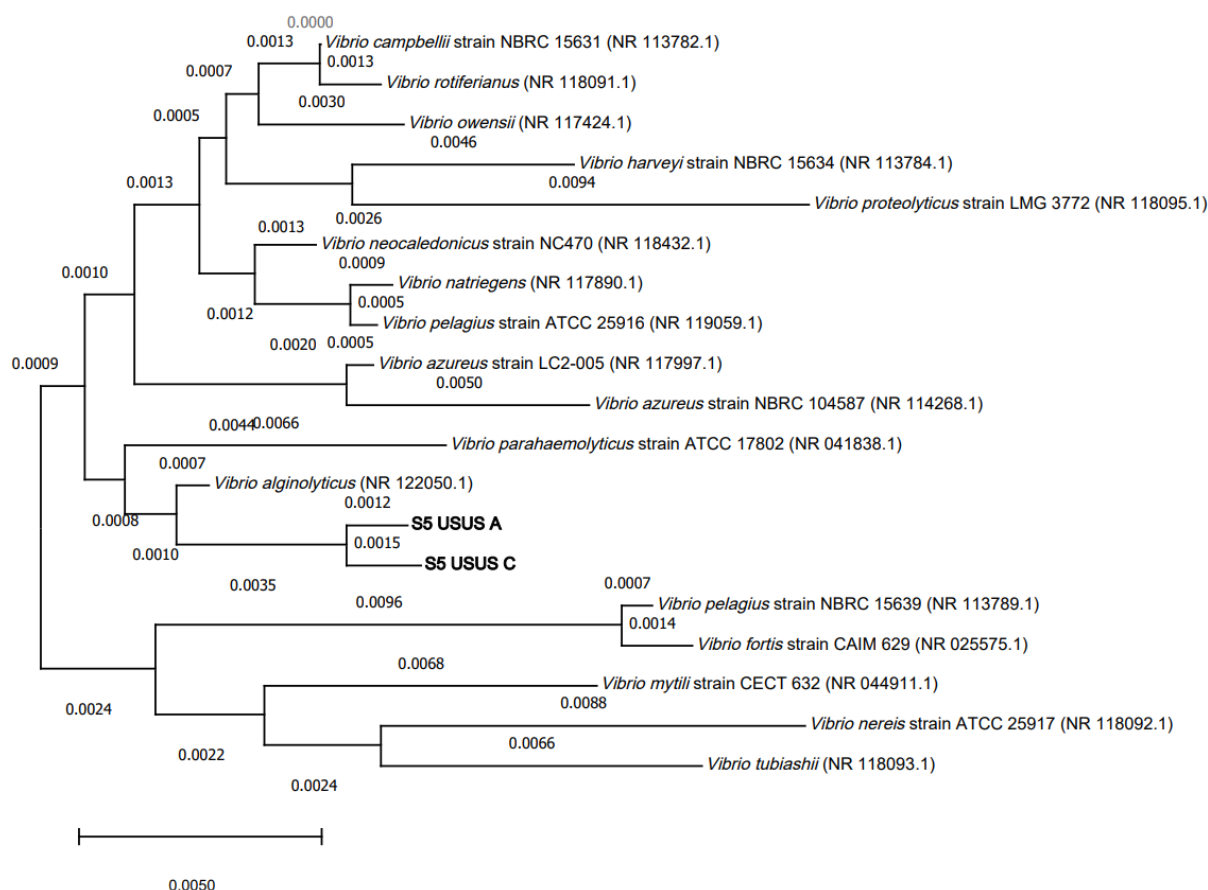 0.0000
0.0013
Vibrio campbellii strain NBRC 15631 (NR 113782.1)
0.0007
0.0013
Vibrio rotiferianus (NR 118091.1)
0.0030
0.0005
Vibrio owensii (NR 117424.1)
0.0046
Vibrio harveyi strain NBRC 15634 (NR 113784.1)
0.0013
0.0094
Vibrio proteolyticus strain LMG 3772 (NR 118095.1)
0.0026
0.0013
Vibrio neocaledonicus strain NC470 (NR 118432.1)
0.0009
0.0010
Vibrio natriegens (NR 117890.1)
0.0005
0.0012
Vibrio pelagius strain ATCC 25916 (NR 119059.1)
0.0020
0.0005
0.0009
Vibrio azureus strain LC2-005 (NR 117997.1)
0.0050
Vibrio azureus strain NBRC 104587 (NR 114268.1)
0.0044
0.0066
Vibrio parahaemolyticus strain ATCC 17802 (NR 041838.1)
0.0007
Vibrio alginolyticus (NR 122050.1)
0.0012
0.0008
S5 USUS A
0.0015
0.0010
S5 USUS C
0.0035
0.0007
0.0096
Vibrio pelagius strain NBRC 15639 (NR 113789.1)
0.0014
Vibrio fortis strain CAIM 629 (NR 025575.1)
0.0068
Vibrio mytili strain CECT 632 (NR 044911.1)
0.0088
0.0024
Vibrio nereis strain ATCC 25917 (NR 118092.1)
0.0066
0.0022
Vibrio tubiashii (NR 118093.1)
0.0024
0.0050